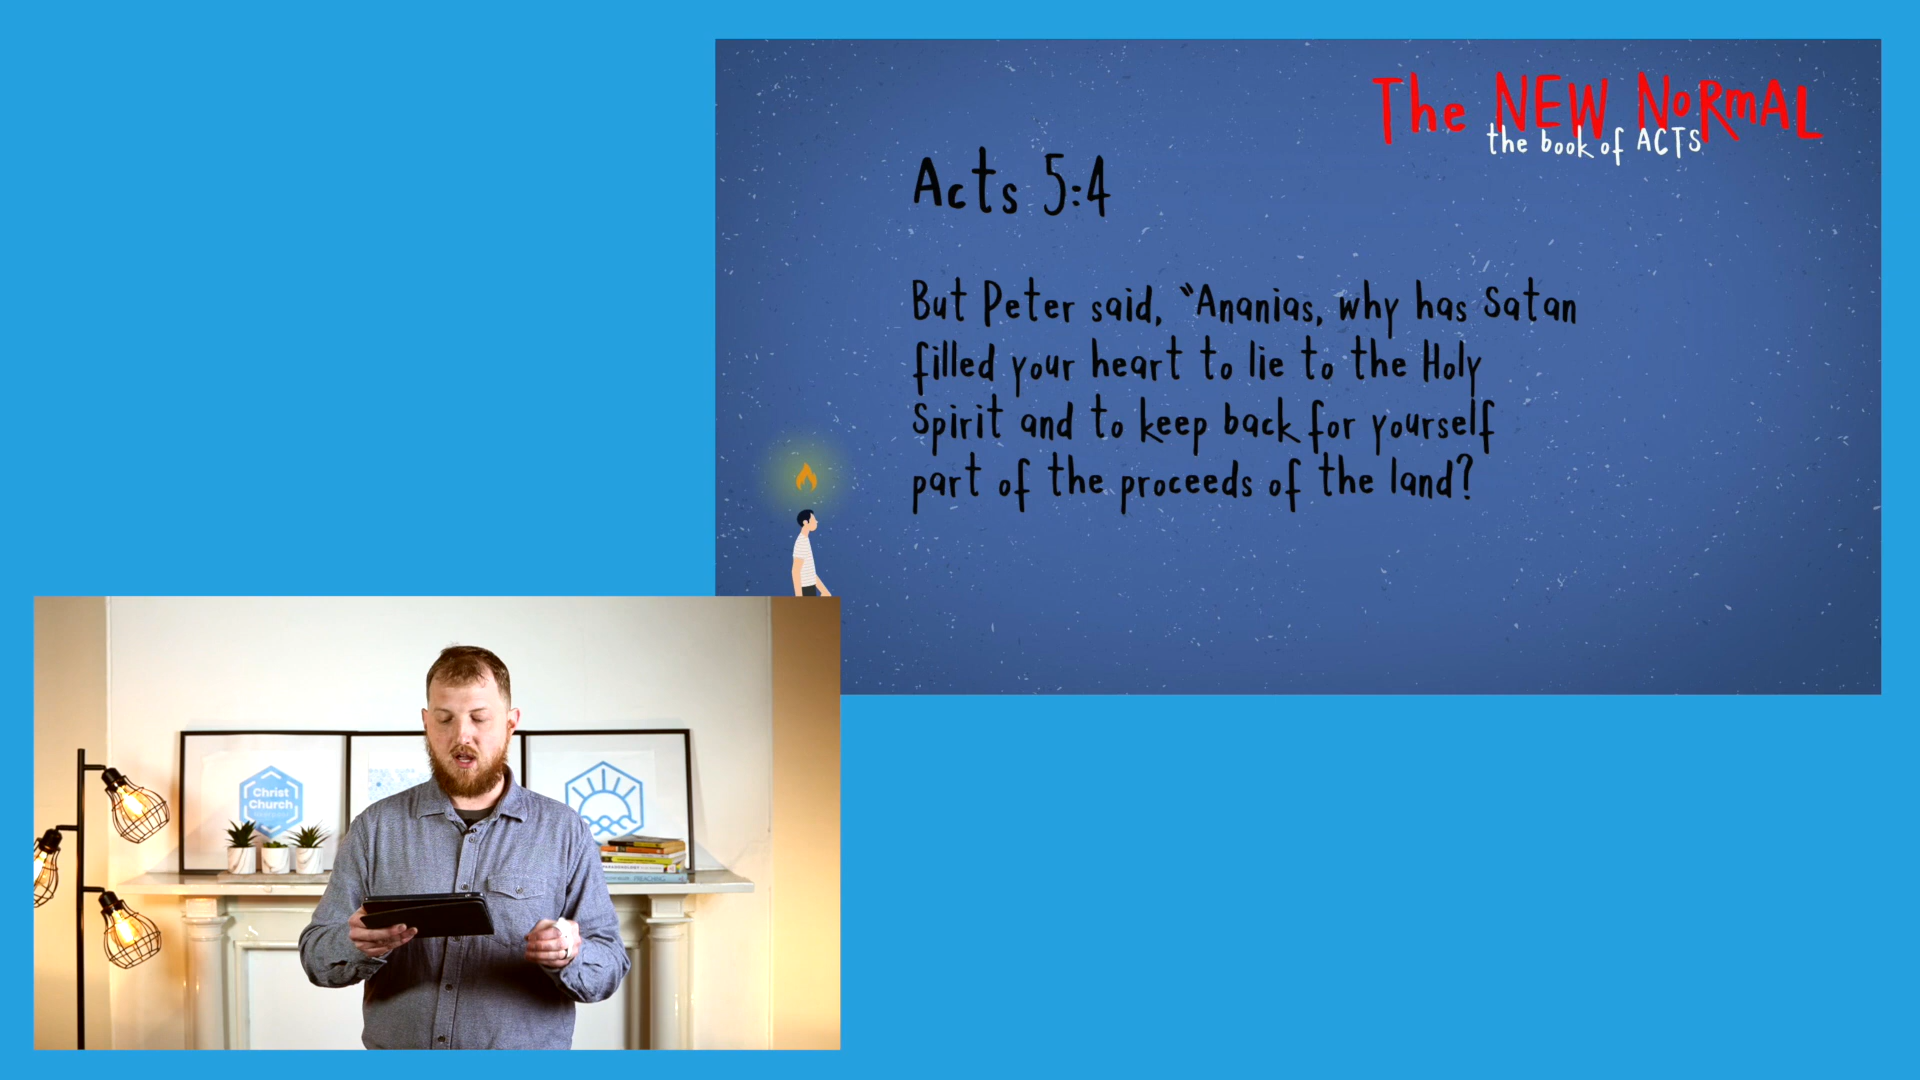 The NEW NoRmAL
the book of ACTS
Acts 5:4
But Peter said, “Ananias, why has Satan
filled your heart to lie to the Holy
Spirit and to keep back for yourself
part of the proceeds of the land?
Christ
Church